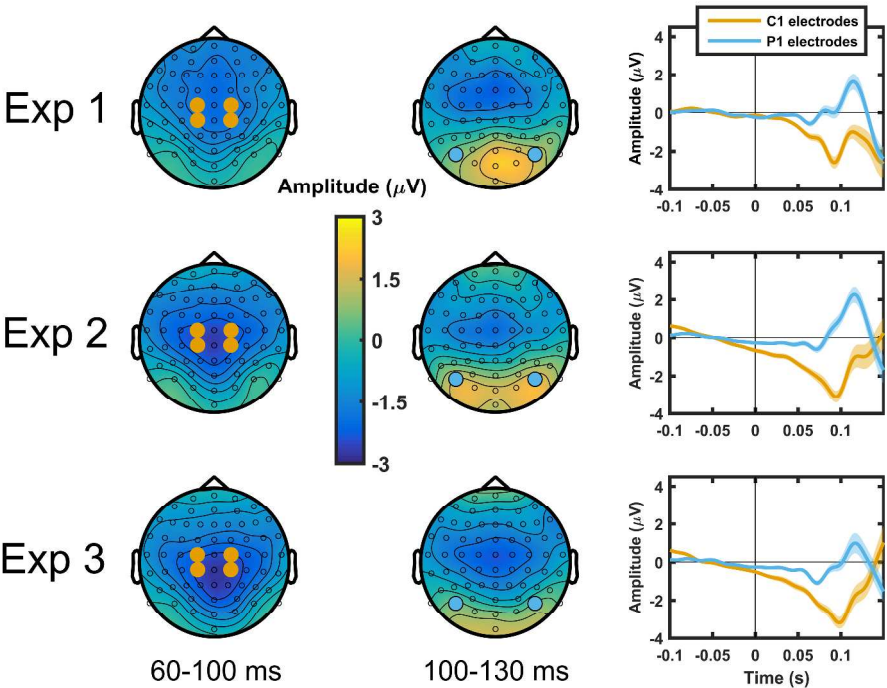 C1 electrodes
P1 electrodes
Exp 1
Amplitude (μV)
4
2
0
-2
-4
-0.1 -0.05 0 0.05 0.1
Amplitude (μV)
3
1.5
0
-1.5
-3
Exp 2
Amplitude (μV)
4
2
0
-2
-4
-0.1 -0.05 0 0.05 0.1
Exp 3
Amplitude (μV)
4
2
0
-2
-4
-0.1 -0.05 0 0.05 0.1
Time (s)
60-100 ms
100-130 ms